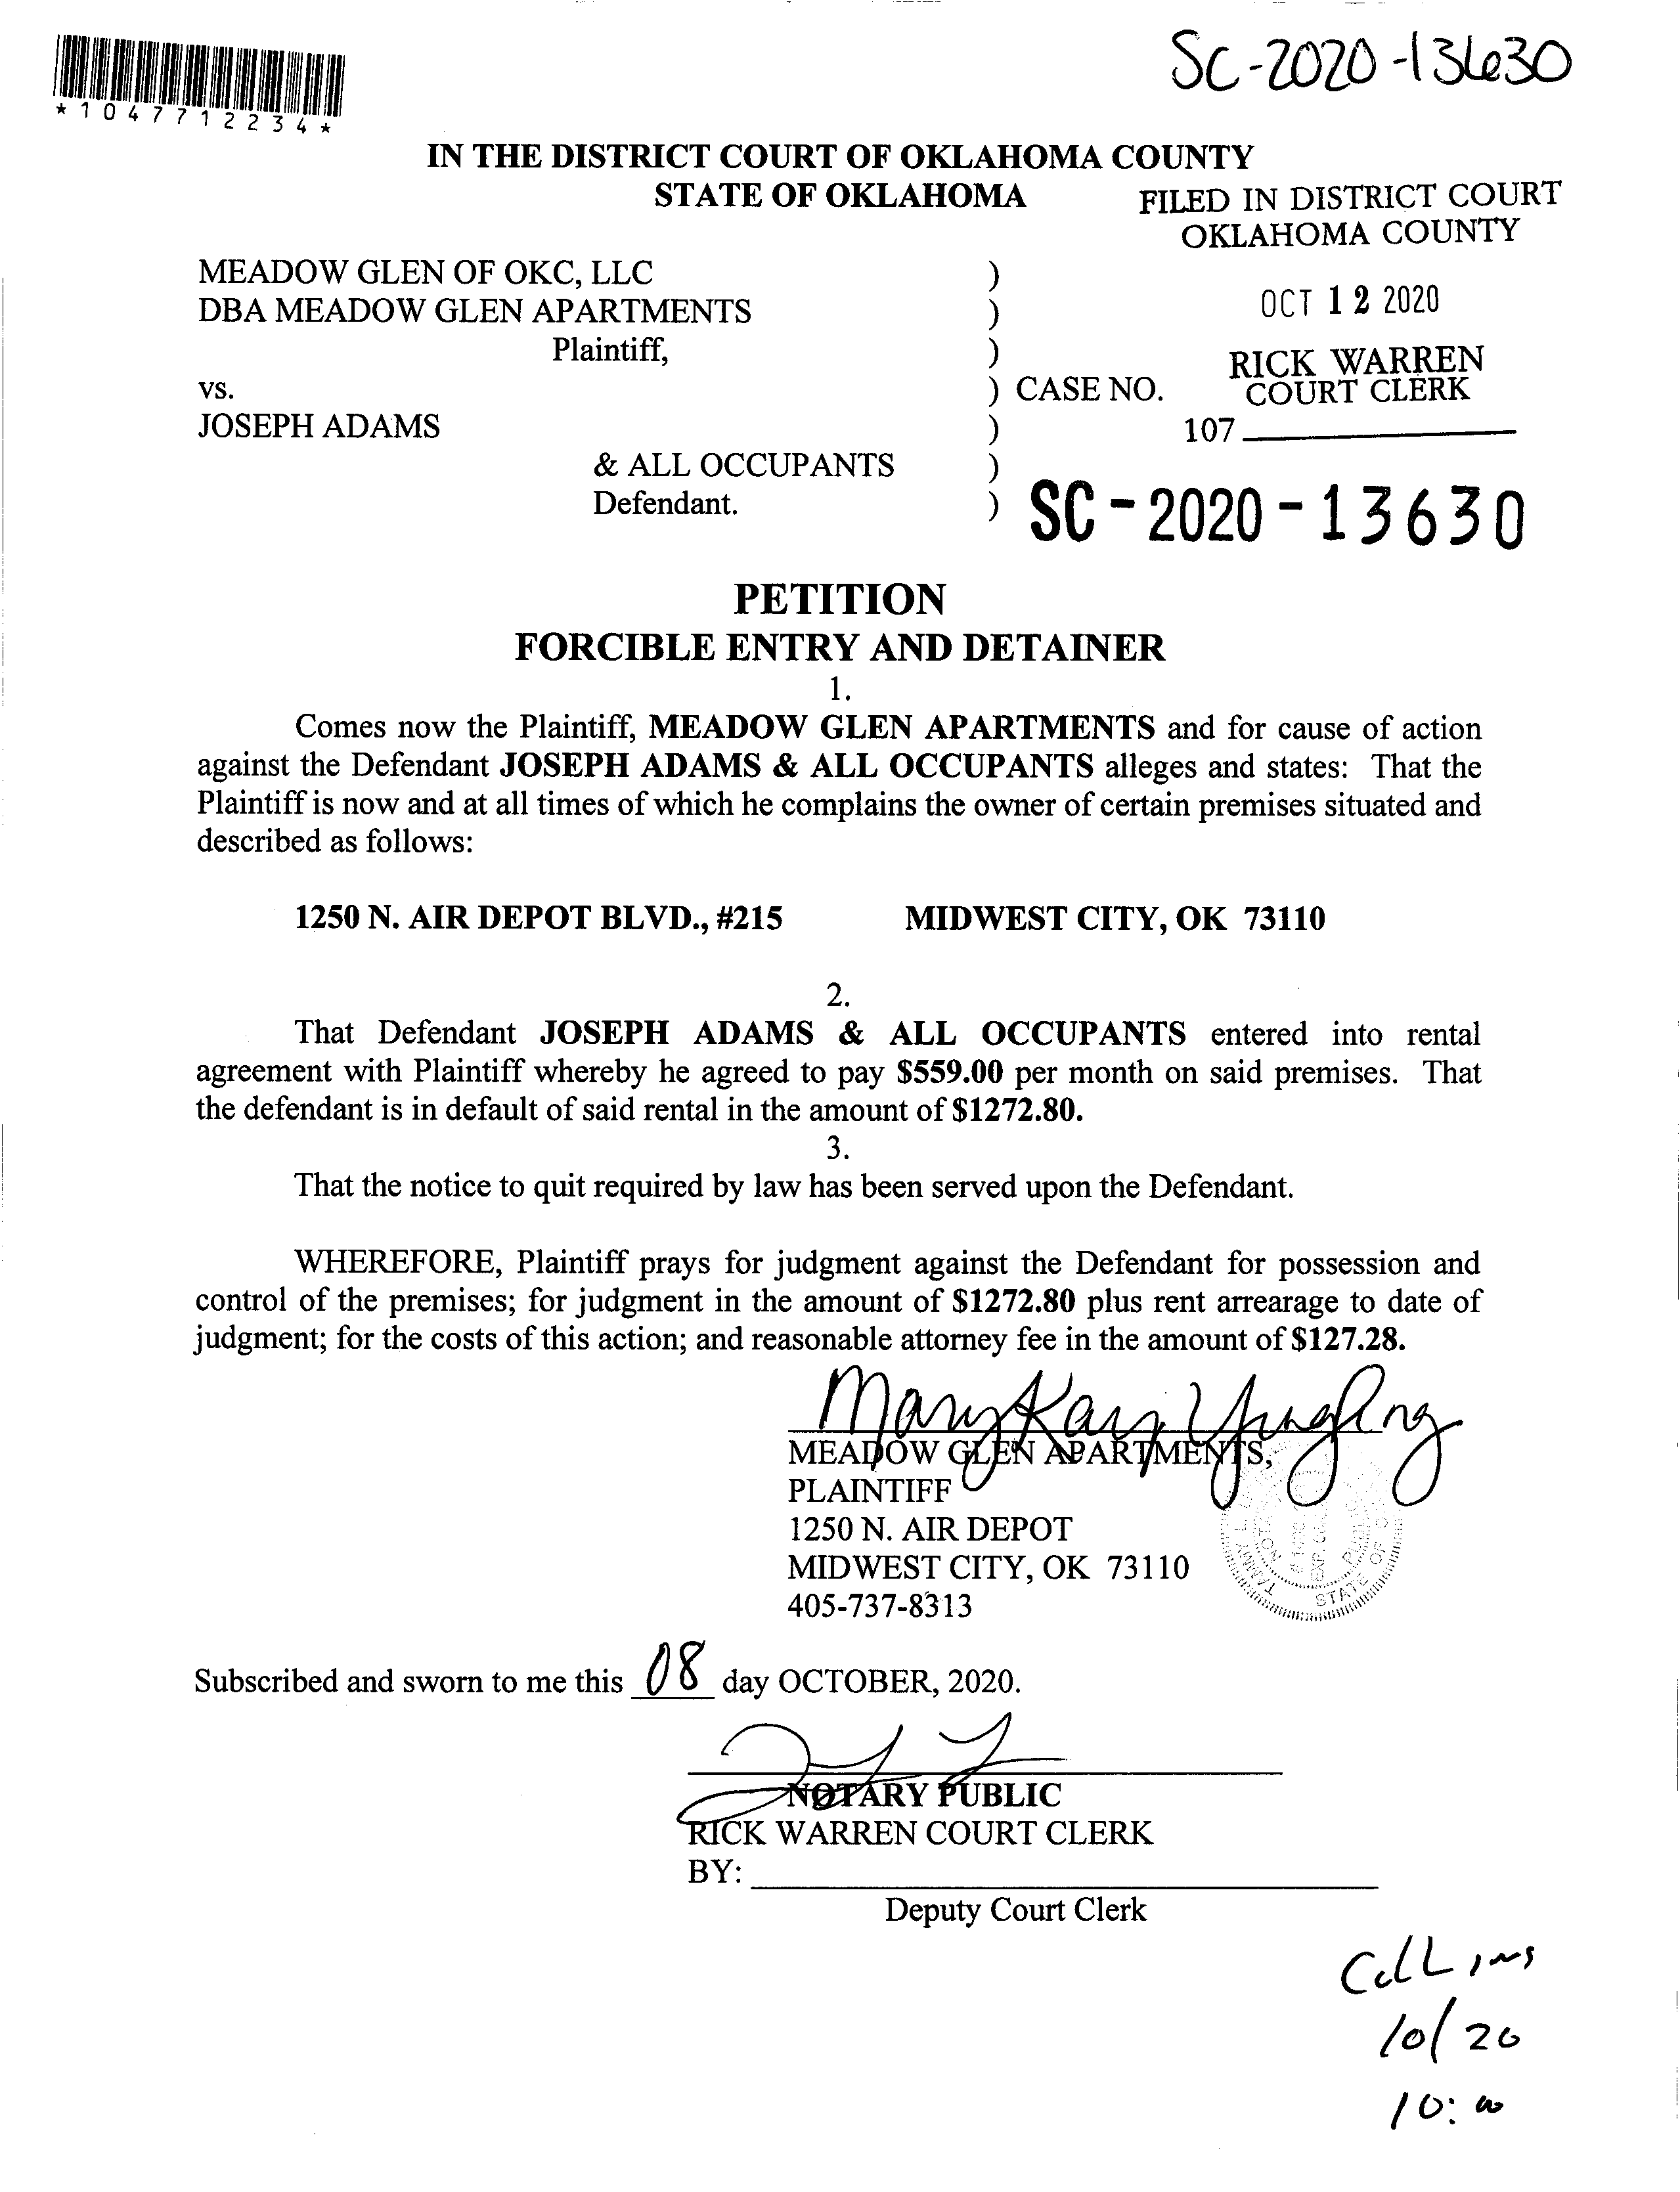 SC-2020-13630
*1047712234*
IN THE DISTRICT COURT OF OKLAHOMA COUNTY
STATE OF OKLAHOMA
FILED IN DISTRICT COURT
OKLAHOMA COUNTY
MEADOW GLEN OF OKC, LLC )
DBA MEADOW GLEN APARTMENTS )
OCT 12 2020
Plaintiff, )
RICK WARREN
vs. ) CASE NO. COURT CLERK
JOSEPH ADAMS )
107
& ALL OCCUPANTS )
Defendant. )
SC-2020-13630
PETITION
FORCIBLE ENTRY AND DETAINER
1.
Comes now the Plaintiff, MEADOW GLEN APARTMENTS and for cause of action
against the Defendant JOSEPH ADAMS & ALL OCCUPANTS alleges and states: That the
Plaintiff is now and at all times of which he complains the owner of certain premises situated and
described as follows:
1250 N. AIR DEPOT BLVD., #215 MIDWEST CITY, OK 73110
2.
That Defendant JOSEPH ADAMS & ALL OCCUPANTS entered into rental
agreement with Plaintiff whereby he agreed to pay $559.00 per month on said premises. That
the defendant is in default of said rental in the amount of $1272.80.
3.
That the notice to quit required by law has been served upon the Defendant.
WHEREFORE, Plaintiff prays for judgment against the Defendant for possession and
control of the premises; for judgment in the amount of $1272.80 plus rent arrearage to date of
judgment; for the costs of this action; and reasonable attorney fee in the amount of $127.28.
Mary Kay Yingling
MEADOW GLEN APARTMENTS,
PLAINTIFF
1250 N. AIR DEPOT
MIDWEST CITY, OK 73110
405-737-8313
TAMMY L.
STATE OF
Subscribed and sworn to me this 08 day OCTOBER, 2020.
NOTARY PUBLIC
RICK WARREN COURT CLERK
BY:
Deputy Court Clerk
Collins
10/20
10:00